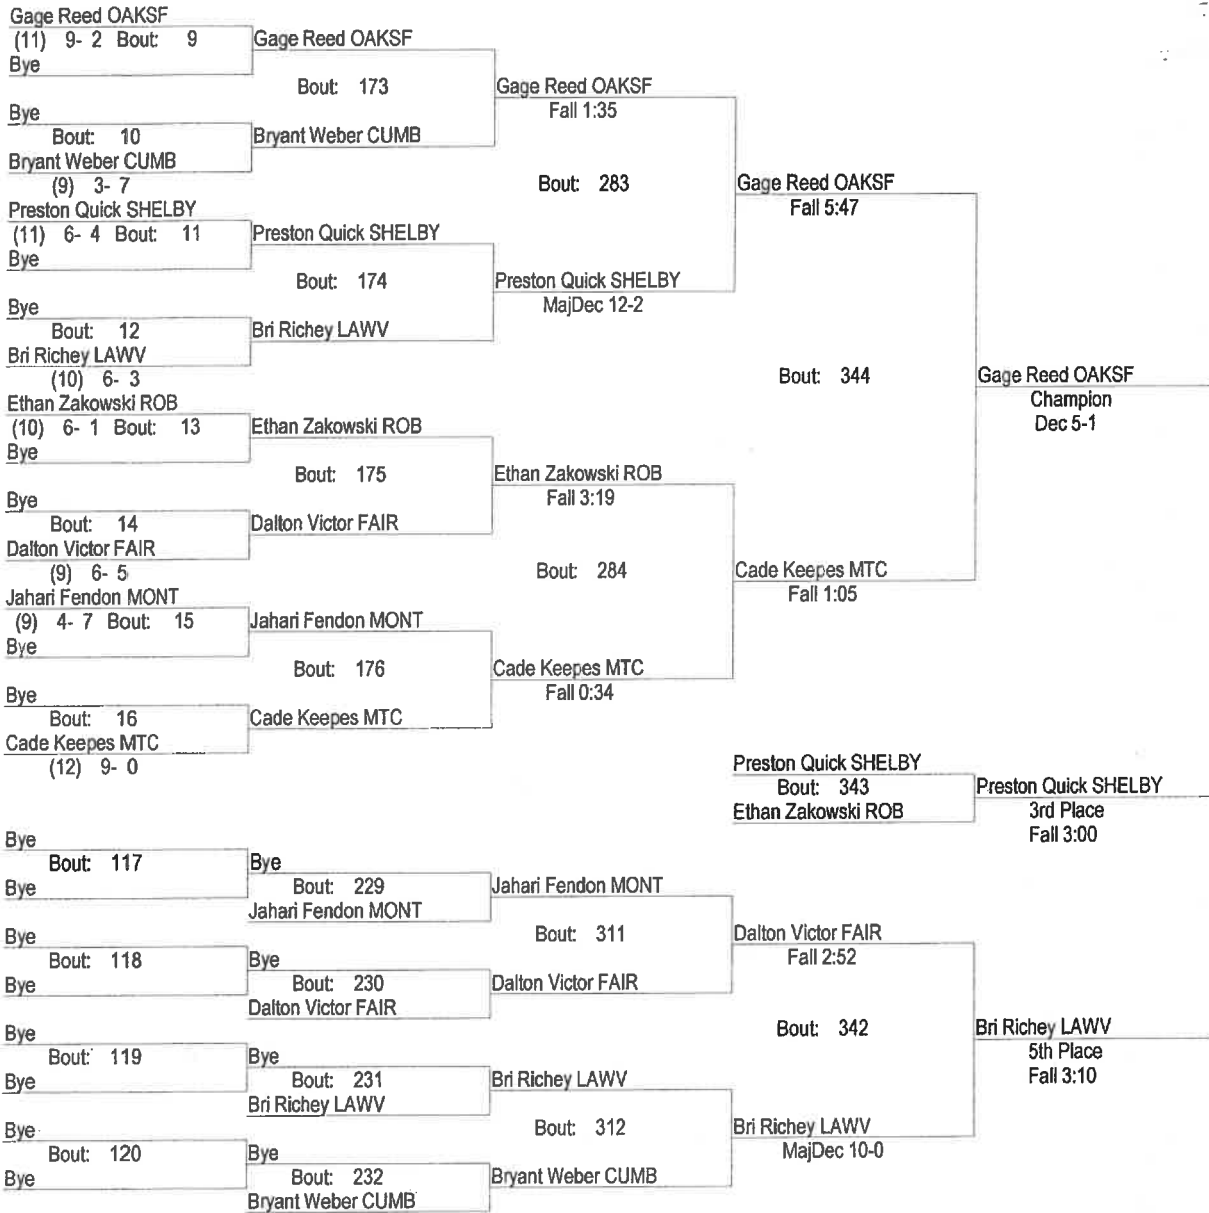 Gage Reed OAKSF
(11) 9- 2 Bout: 9
Bye
Gage Reed OAKSF
Bout: 173
Bye
Bout: 10
Bryant Weber CUMB
(9) 3- 7
Bryant Weber CUMB
Gage Reed OAKSF
Fall 1:35
Bout: 283
Preston Quick SHELBY
(11) 6- 4 Bout: 11
Bye
Preston Quick SHELBY
Bout: 174
Bye
Bout: 12
Bri Richey LAWV
(10) 6- 3
Bri Richey LAWV
Preston Quick SHELBY
MajDec 12-2
Gage Reed OAKSF
Fall 5:47
Bout: 344
Gage Reed OAKSF
Champion
Dec 5-1
Ethan Zakowski ROB
(10) 6- 1 Bout: 13
Bye
Ethan Zakowski ROB
Bout: 175
Bye
Bout: 14
Dalton Victor FAIR
(9) 6- 5
Dalton Victor FAIR
Ethan Zakowski ROB
Fall 3:19
Bout: 284
Jahari Fendon MONT
(9) 4- 7 Bout: 15
Bye
Jahari Fendon MONT
Bout: 176
Bye
Bout: 16
Cade Keepes MTC
(12) 9- 0
Cade Keepes MTC
Cade Keepes MTC
Fall 0:34
Cade Keepes MTC
Fall 1:05
Preston Quick SHELBY
Bout: 343
Ethan Zakowski ROB
Preston Quick SHELBY
3rd Place
Fall 3:00
Bye
Bout: 117
Bye
Bye
Bout: 229
Jahari Fendon MONT
Jahari Fendon MONT
Bout: 311
Bye
Bout: 118
Bye
Bye
Bout: 230
Dalton Victor FAIR
Dalton Victor FAIR
Dalton Victor FAIR
Fall 2:52
Bout: 342
Bri Richey LAWV
5th Place
Fall 3:10
Bye
Bout: 119
Bye
Bye
Bout: 231
Bri Richey LAWV
Bri Richey LAWV
Bout: 312
Bye
Bout: 120
Bye
Bye
Bout: 232
Bryant Weber CUMB
Bryant Weber CUMB
Bri Richey LAWV
MajDec 10-0